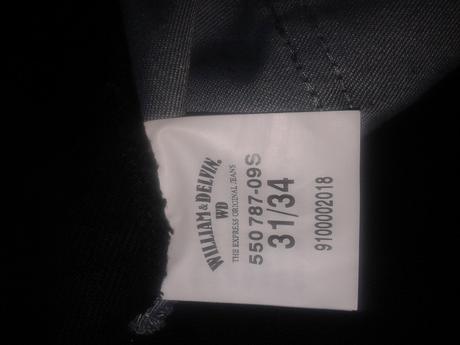 WILLIAM & DELVIN.
WD
THE EXPRESS ORIGINAL JEANS
550 787-09S
31/34
9100002018